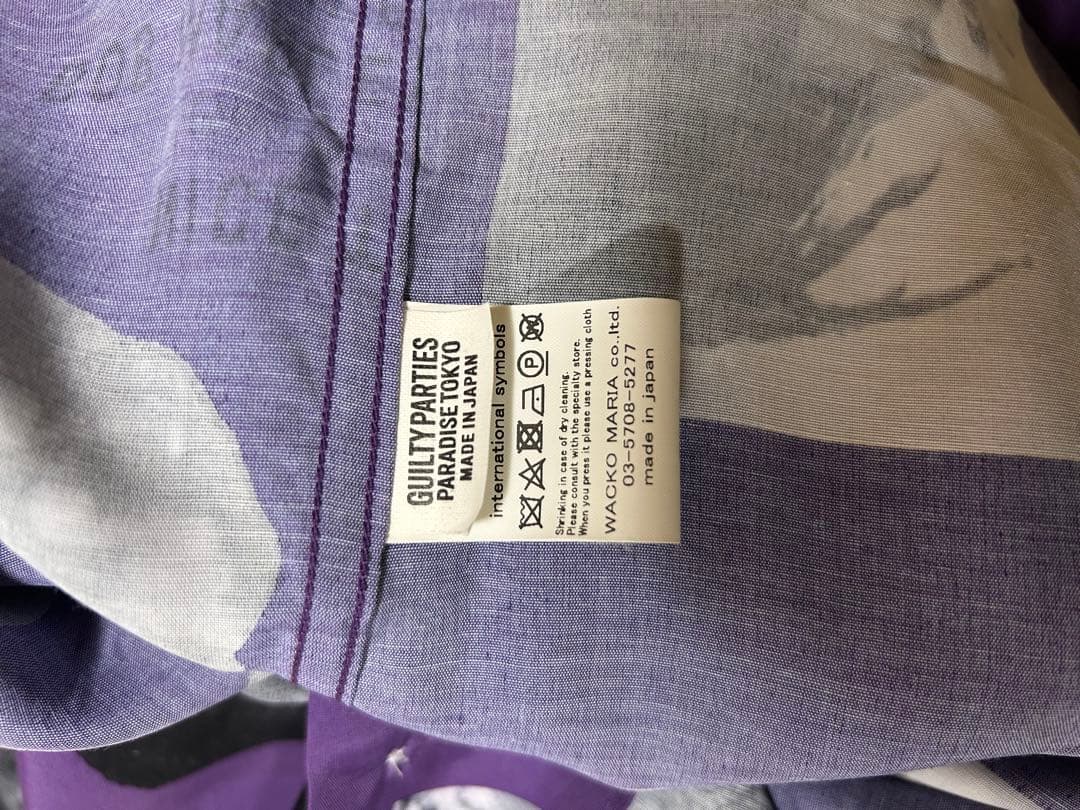 GUILTY PARTIES
PARADISE TOKYO
MADE IN JAPAN
international symbols
P
Shrinking in case of dry cleaning.
Please consult with the specialty store.
When you press it please use a pressing cloth
WACKO MARIA co.,ltd.
03-5708-5277
made in japan